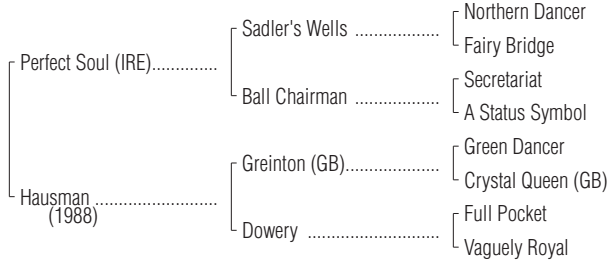 Northern Dancer
Sadler's Wells ..................
Fairy Bridge
Perfect Soul (IRE)..............
Secretariat
Ball Chairman ..................
A Status Symbol
Green Dancer
Greinton (GB)....................
Crystal Queen (GB)
Hausman ..........................
(1988)
Full Pocket
Dowery ............................
Vaguely Royal